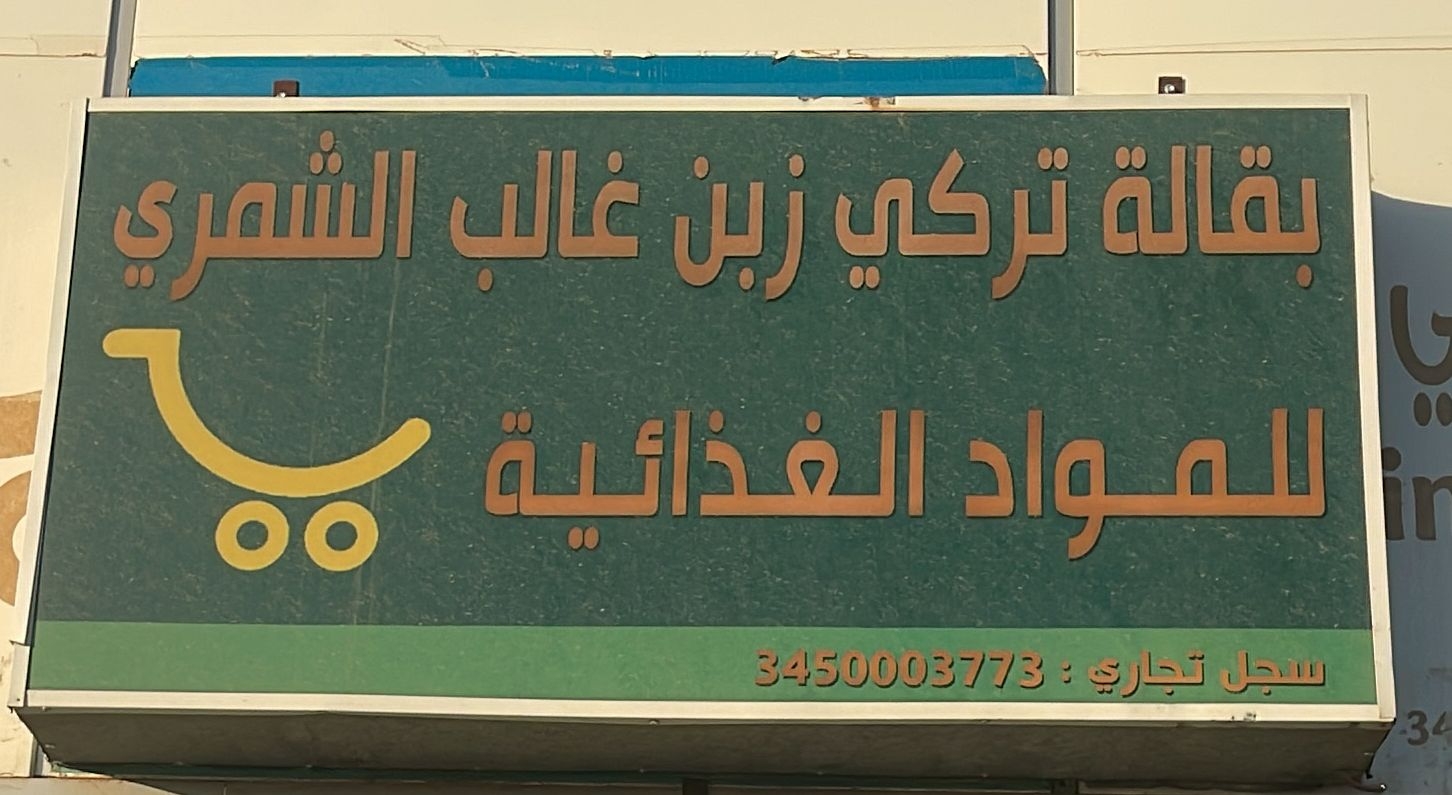 بقالة تركي زبن غالب الشمري
للمواد الغذائية
سجل تجاري : 3450003773